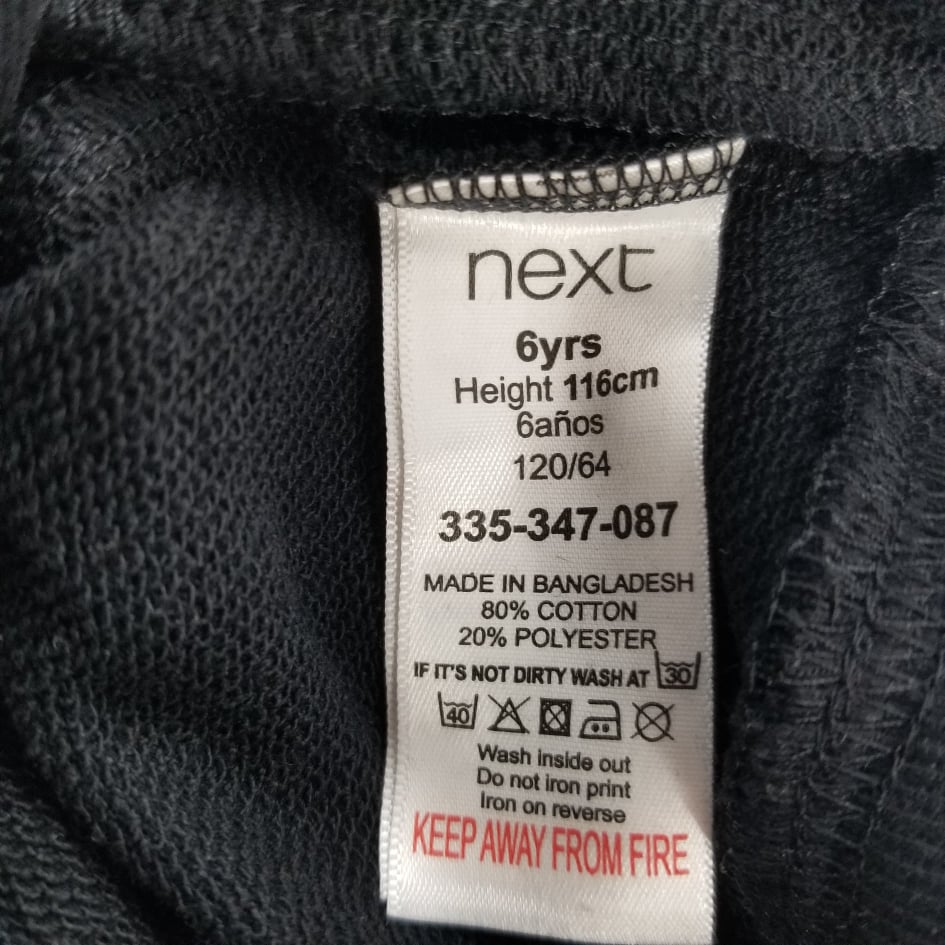 next
6yrs
Height 116cm
6años
120/64
335-347-087
MADE IN BANGLADESH
80% COTTON
20% POLYESTER
IF IT'S NOT DIRTY WASH AT 30
40
Wash inside out
Do not iron print
Iron on reverse
KEEP AWAY FROM FIRE